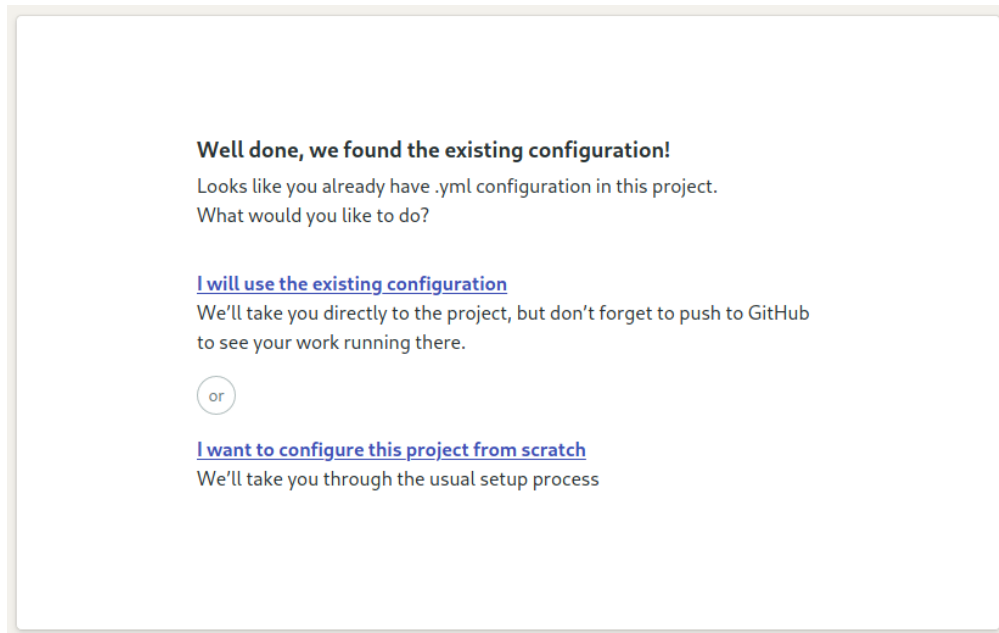 Well done, we found the existing configuration!
Looks like you already have .yml configuration in this project.
What would you like to do?
I will use the existing configuration
We’ll take you directly to the project, but don’t forget to push to GitHub
to see your work running there.
or
I want to configure this project from scratch
We’ll take you through the usual setup process